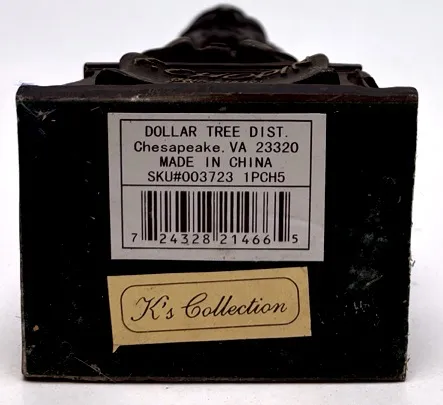 DOLLAR TREE DIST.
Chesapeake. VA 23320
MADE IN CHINA
SKU#003723 1PCH5
7 24328 21466 5
K's Collection